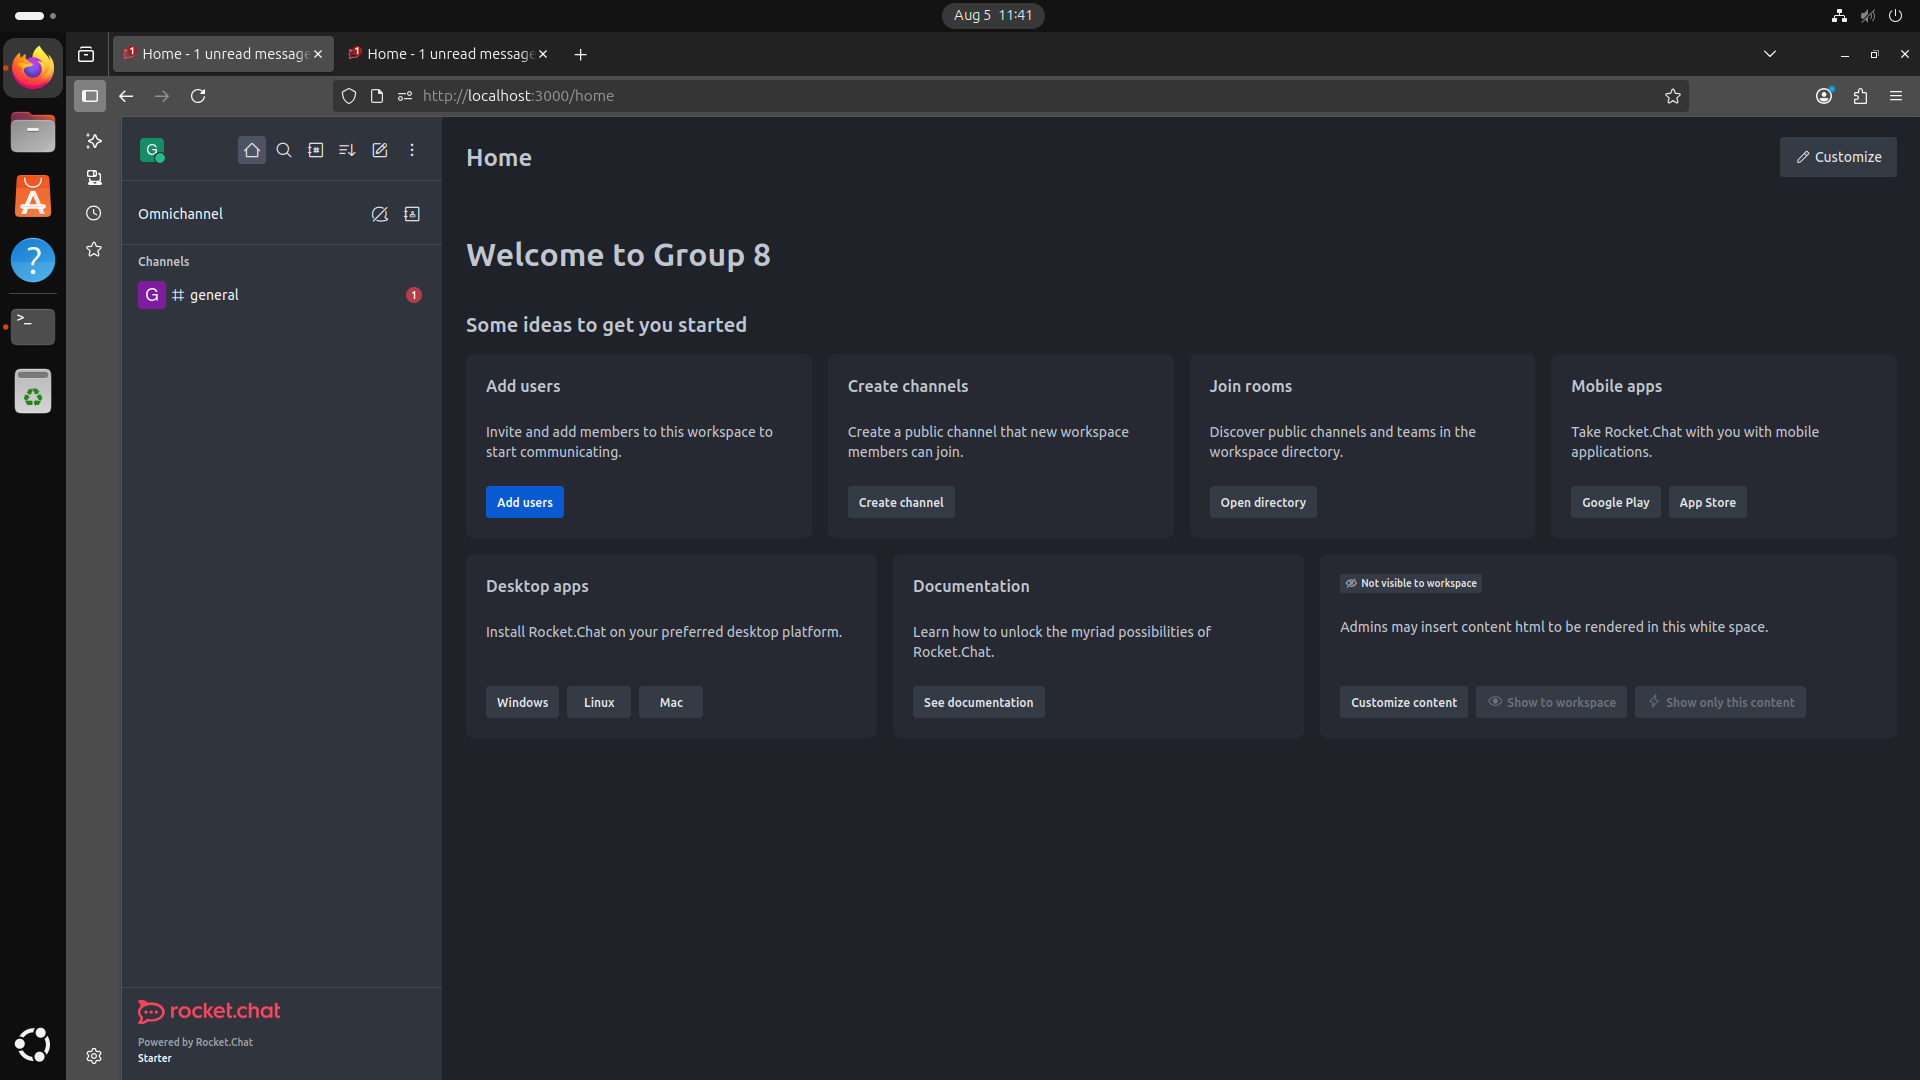 Aug 5 11:41
Home - 1 unread message
Home - 1 unread message
http://localhost:3000/home
G
Omnichannel
Channels
G general 1
rocket.chat
Powered by Rocket.Chat
Starter
Home
Customize
Welcome to Group 8
Some ideas to get you started
Add users
Invite and add members to this workspace to
start communicating.
Add users
Create channels
Create a public channel that new workspace
members can join.
Create channel
Join rooms
Discover public channels and teams in the
workspace directory.
Open directory
Mobile apps
Take Rocket.Chat with you with mobile
applications.
Google Play App Store
Desktop apps
Install Rocket.Chat on your preferred desktop platform.
Windows Linux Mac
Documentation
Learn how to unlock the myriad possibilities of
Rocket.Chat.
See documentation
Not visible to workspace
Admins may insert content html to be rendered in this white space.
Customize content Show to workspace Show only this content